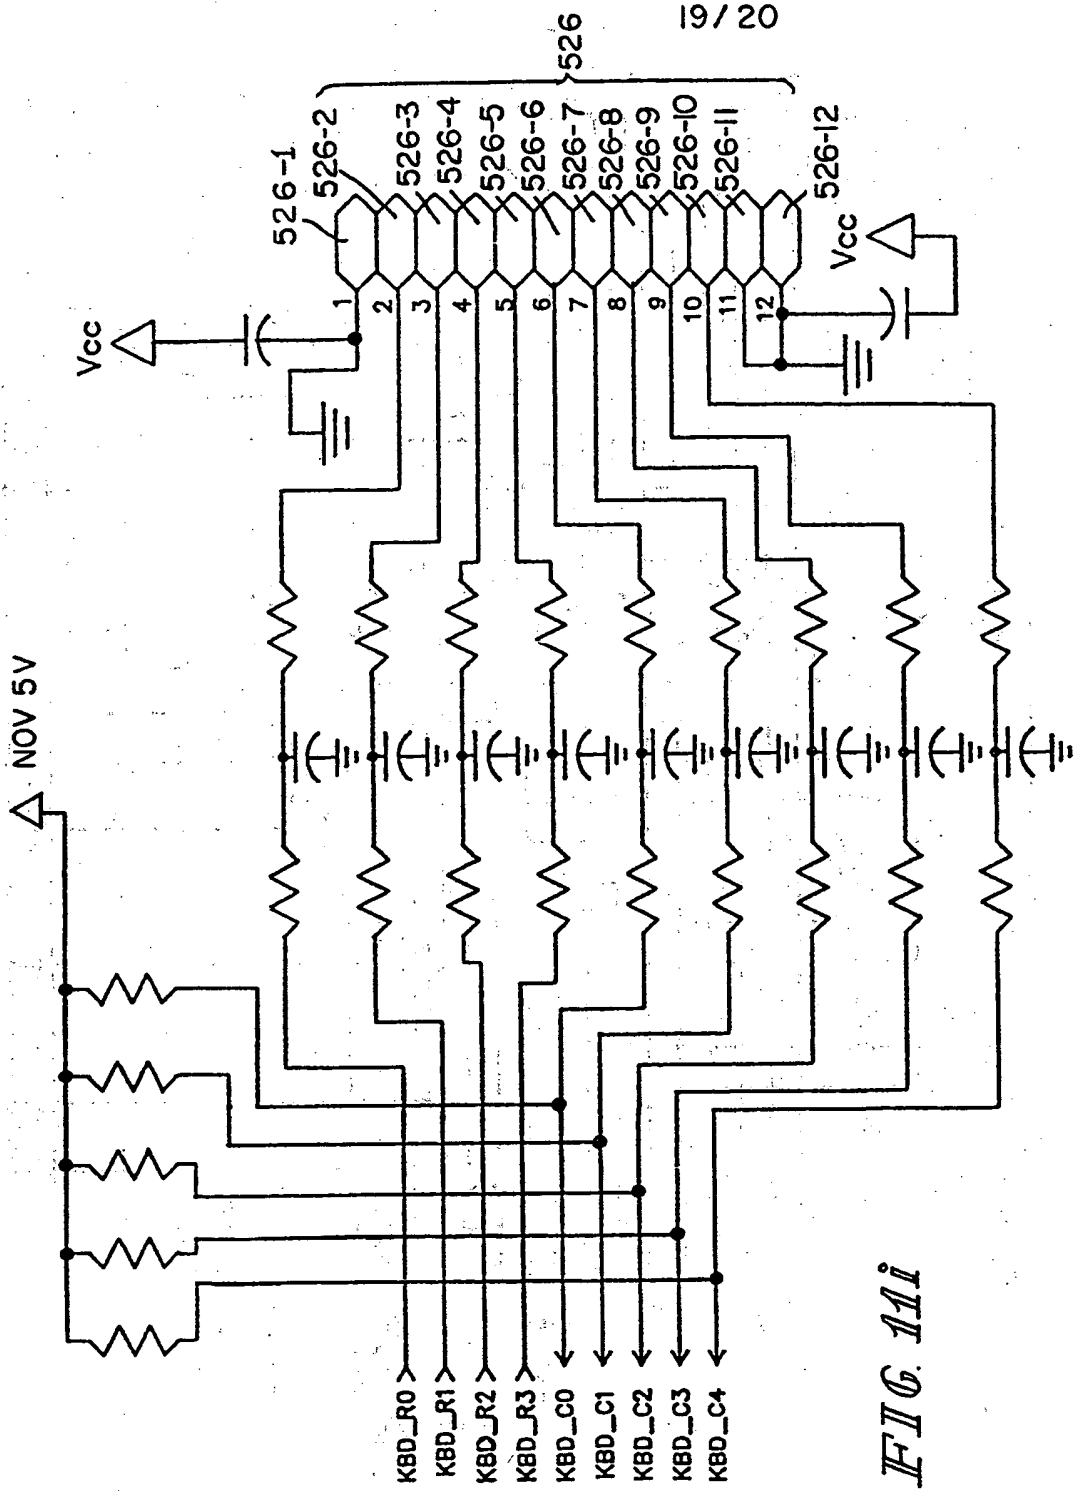 19/20
526
526-1
526-2
526-3
526-4
526-5
526-6
526-7
526-8
526-9
526-10
526-11
526-12
Vcc
Vcc
1
2
3
4
5
6
7
8
9
10
11
12
NOV 5V
KBD_R0
KBD_R1
KBD_R2
KBD_R3
KBD_C0
KBD_C1
KBD_C2
KBD_C3
KBD_C4
FIG. 11i